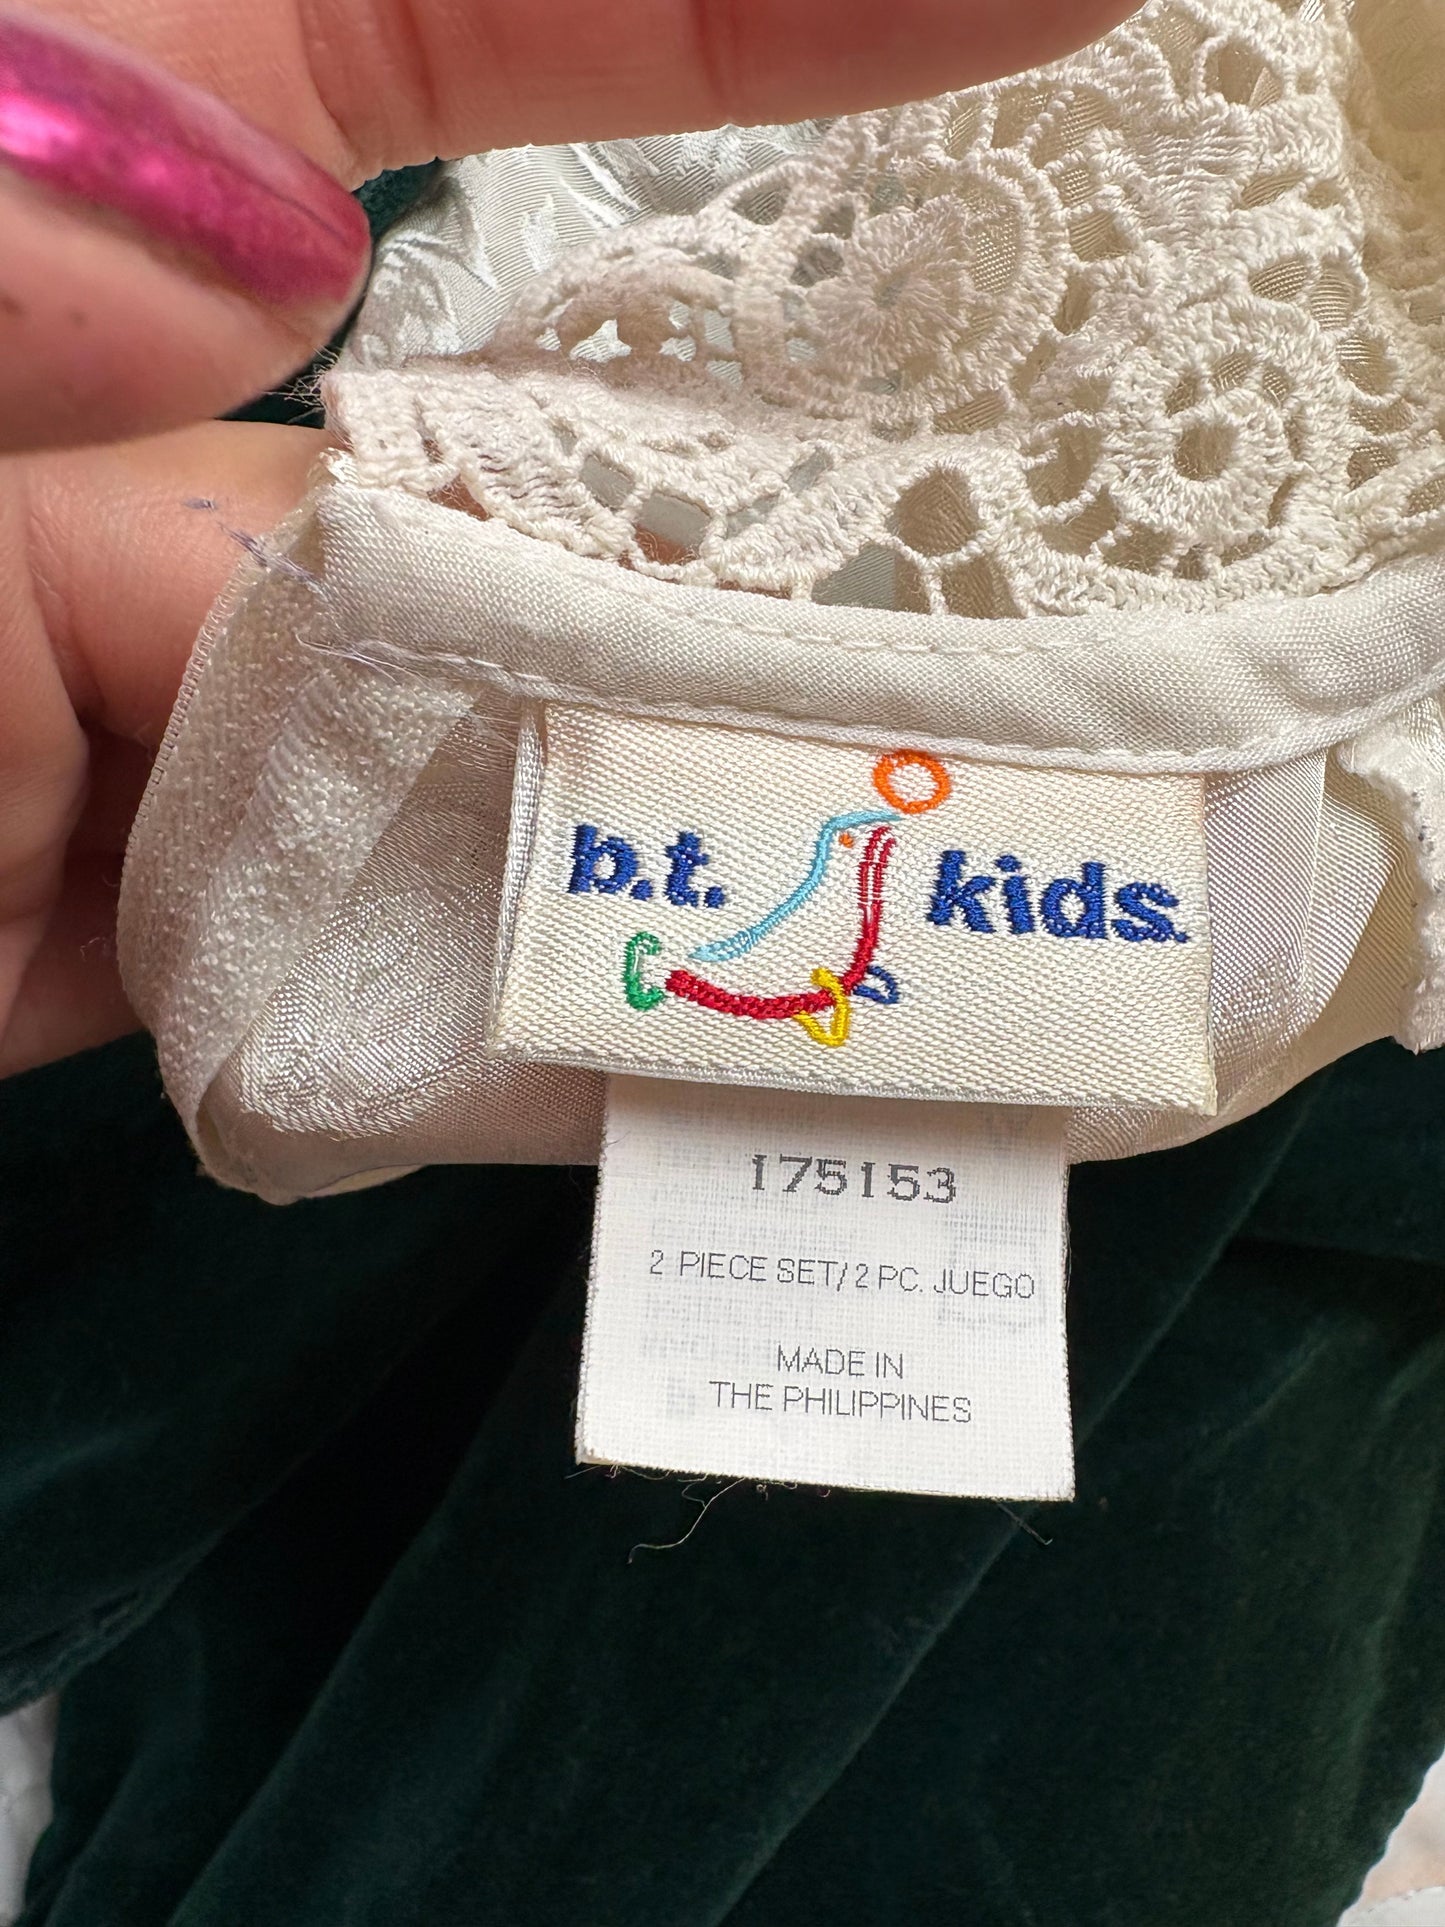 b.t. kids.
175153
2 PIECE SET/2 PC. JUEGO
MADE IN
THE PHILIPPINES